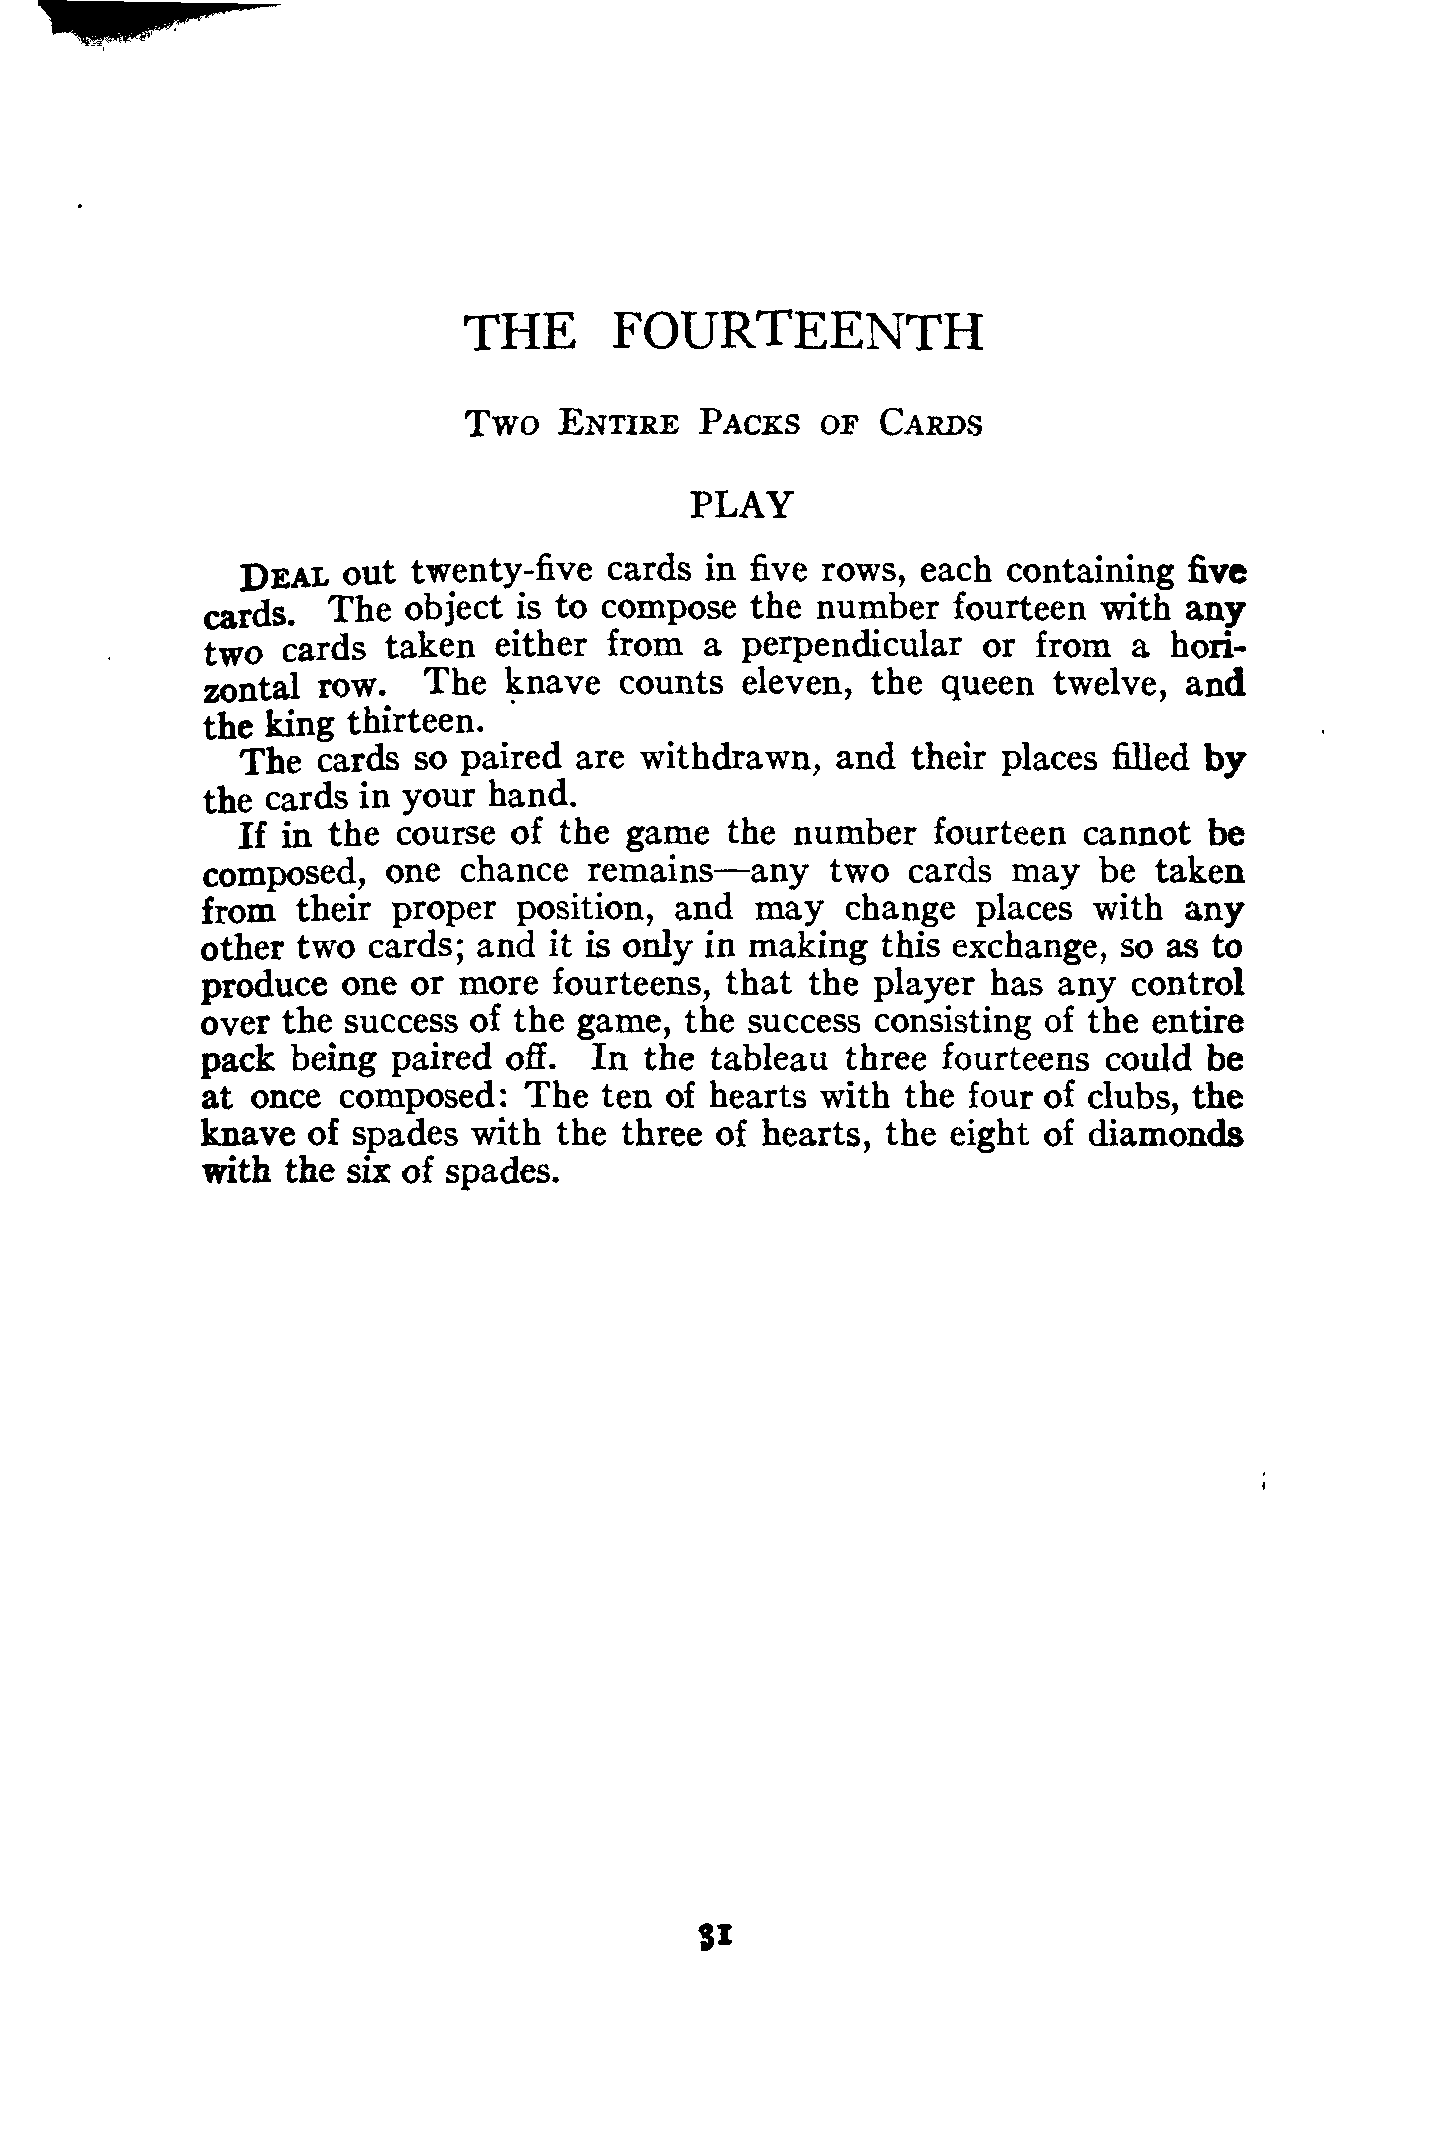 THE FOURTEENTH
Two Entire Packs of Cards
PLAY
Deal out twenty-five cards in five rows, each containing five
cards. The object is to compose the number fourteen with any
two cards taken either from a perpendicular or from a hori-
zontal row. The knave counts eleven, the queen twelve, and
the king thirteen.
The cards so paired are withdrawn, and their places filled by
the cards in your hand.
If in the course of the game the number fourteen cannot be
composed, one chance remains—any two cards may be taken
from their proper position, and may change places with any
other two cards; and it is only in making this exchange, so as to
produce one or more fourteens, that the player has any control
over the success of the game, the success consisting of the entire
pack being paired off. In the tableau three fourteens could be
at once composed: The ten of hearts with the four of clubs, the
knave of spades with the three of hearts, the eight of diamonds
with the six of spades.
31